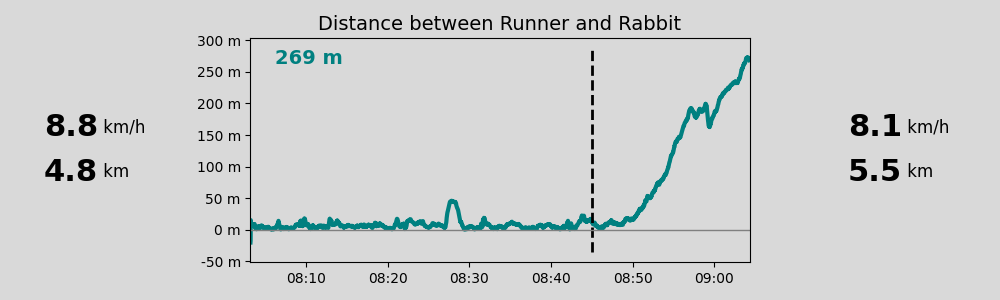 Distance between Runner and Rabbit
269 m
300 m
250 m
200 m
150 m
100 m
50 m
0 m
-50 m
08:10
08:20
08:30
08:40
08:50
09:00
8.8 km/h
4.8 km
8.1 km/h
5.5 km